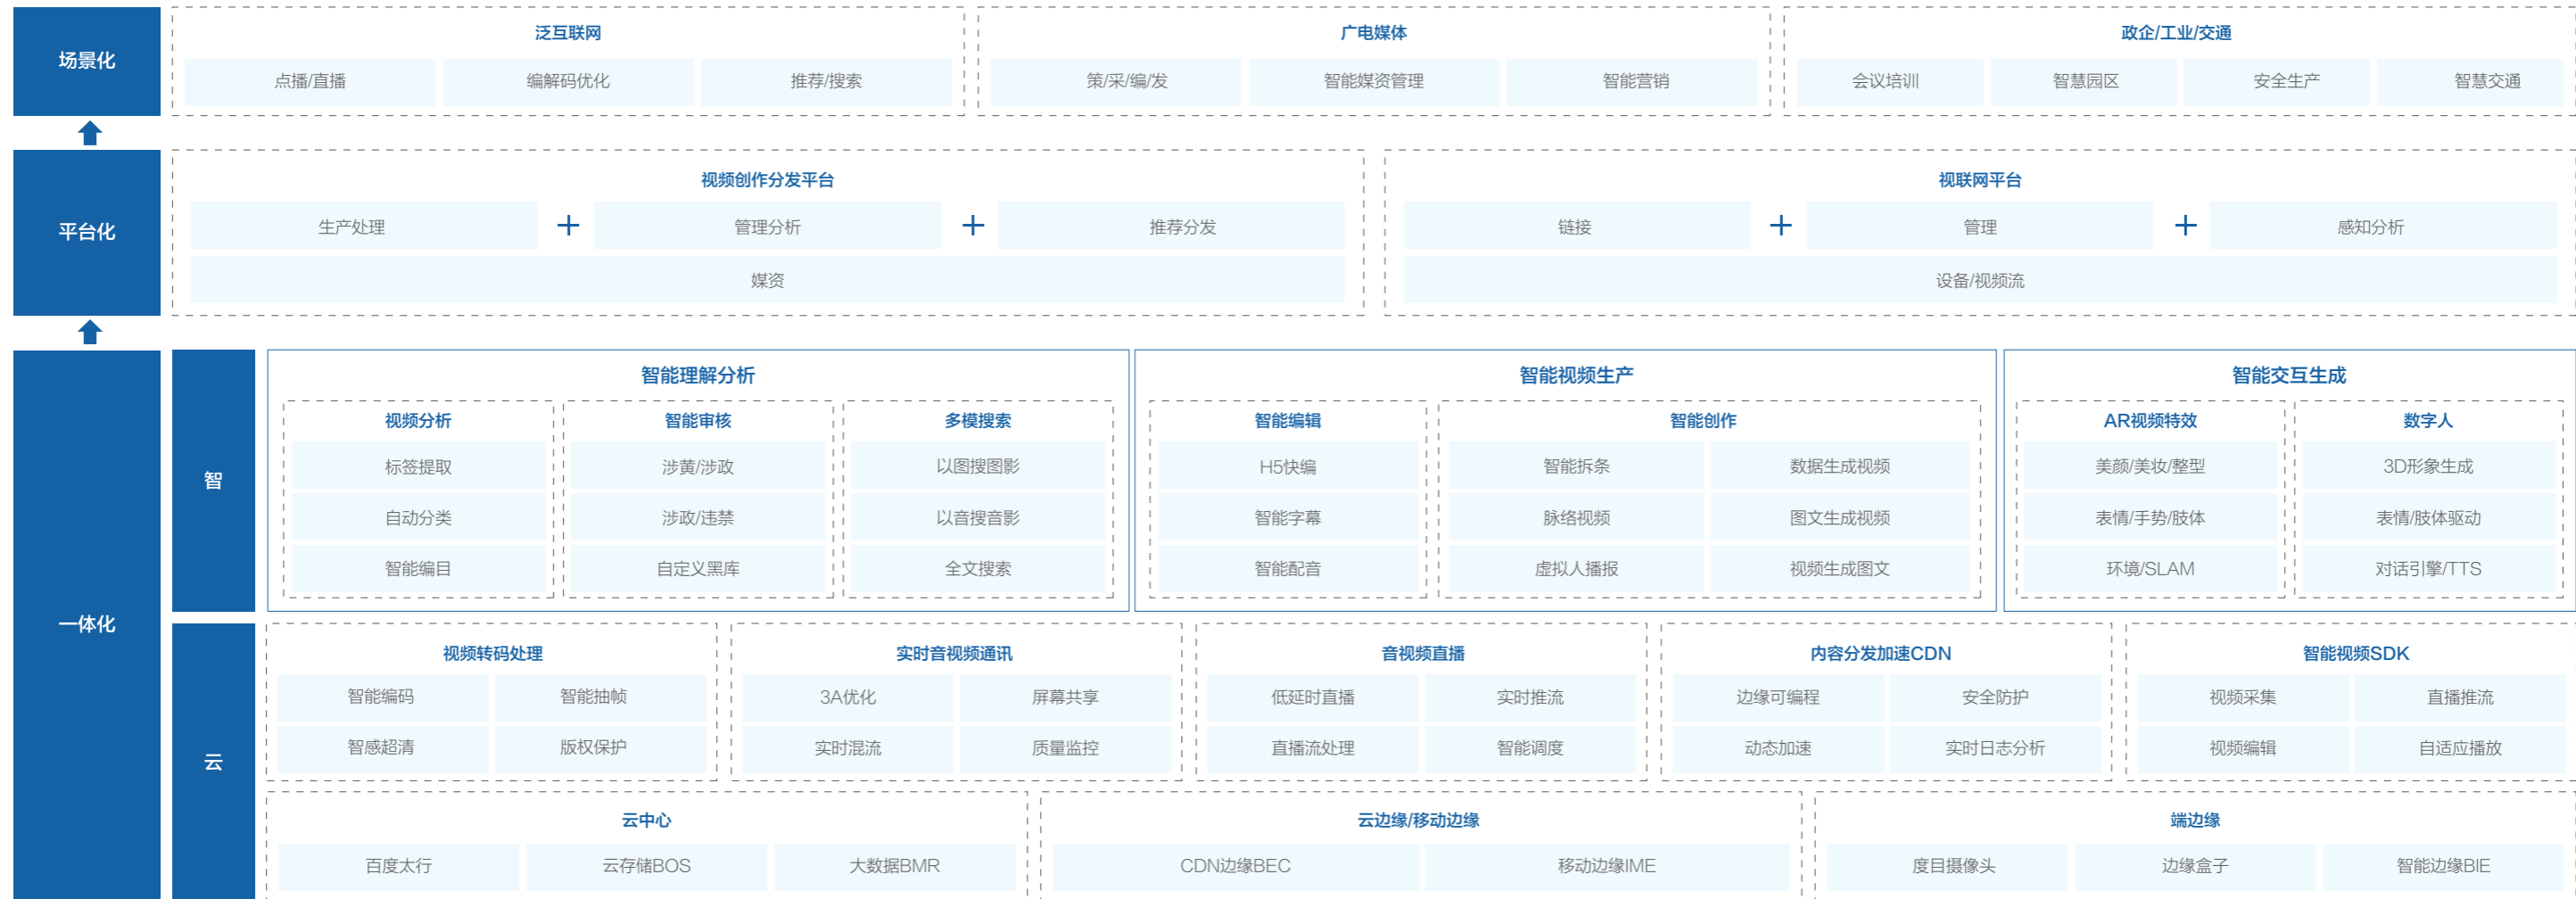 场景化
泛互联网
点播/直播
编解码优化
推荐/搜索
广电媒体
策/采/编/发
智能媒资管理
智能营销
政企/工业/交通
会议培训
智慧园区
安全生产
智慧交通
平台化
视频创作分发平台
生产处理
+
管理分析
+
推荐分发
媒资
视联网平台
链接
+
管理
+
感知分析
设备/视频流
一体化
智
智能理解分析
视频分析
标签提取
自动分类
智能编目
智能审核
涉黄/涉政
涉政/违禁
自定义黑库
多模搜索
以图搜图影
以音搜音影
全文搜索
智能视频生产
智能编辑
H5快编
智能字幕
智能配音
智能创作
智能拆条
数据生成视频
脉络视频
图文生成视频
虚拟人播报
视频生成图文
智能交互生成
AR视频特效
美颜/美妆/整型
表情/手势/肢体
环境/SLAM
数字人
3D形象生成
表情/肢体驱动
对话引擎/TTS
云
视频转码处理
智能编码
智能抽帧
智感超清
版权保护
实时音视频通讯
3A优化
屏幕共享
实时混流
质量监控
音视频直播
低延时直播
实时推流
直播流处理
智能调度
内容分发加速CDN
边缘可编程
安全防护
动态加速
实时日志分析
智能视频SDK
视频采集
直播推流
视频编辑
自适应播放
云中心
百度太行
云存储BOS
大数据BMR
云边缘/移动边缘
CDN边缘BEC
移动边缘IME
端边缘
度目摄像头
边缘盒子
智能边缘BIE